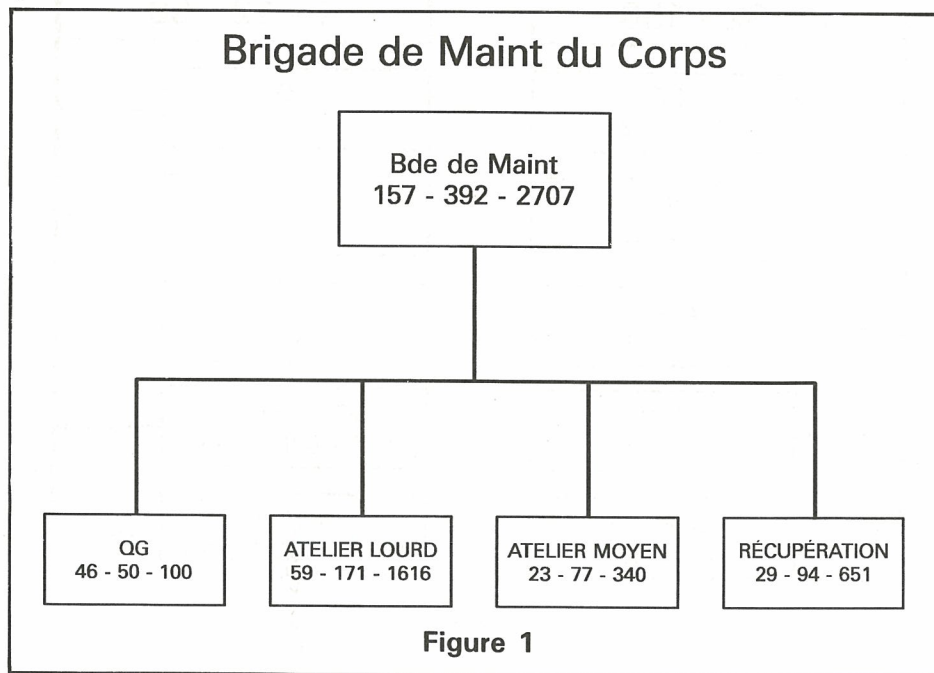 Brigade de Maint du Corps
Bde de Maint
157 - 392 - 2707
QG
46 - 50 - 100
ATELIER LOURD
59 - 171 - 1616
ATELIER MOYEN
23 - 77 - 340
RÉCUPÉRATION
29 - 94 - 651
Figure 1